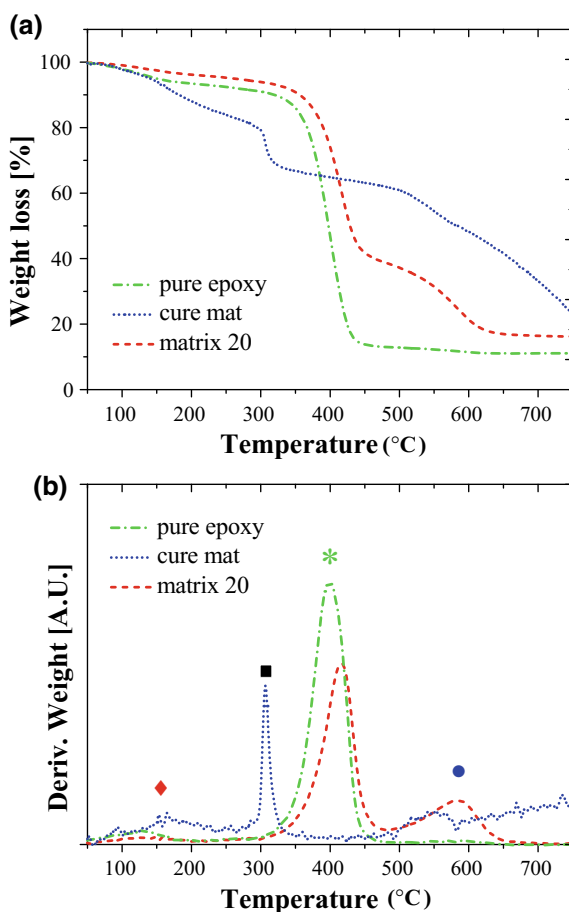 (a)
100
80
60
40
20
0
Weight loss [%]
pure epoxy
cure mat
matrix 20
100 200 300 400 500 600 700
Temperature (°C)
(b)
pure epoxy
cure mat
matrix 20
Deriv. Weight [A.U.]
100 200 300 400 500 600 700
Temperature (°C)